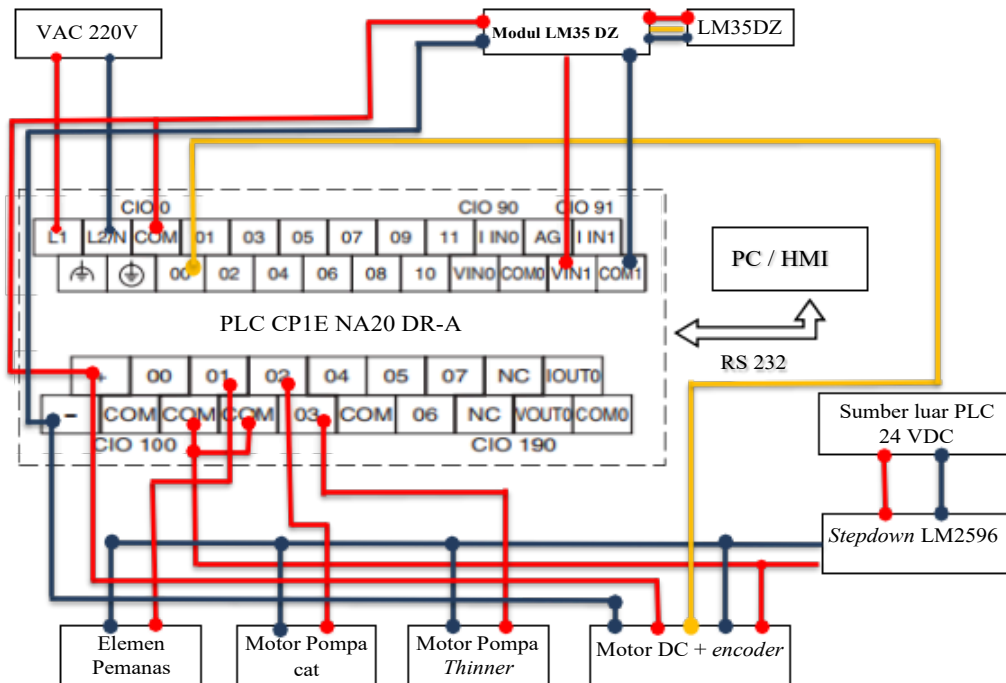 VAC 220V
Modul LM35 DZ
LM35DZ
CIO 0
CIO 90
CIO 91
L1 L2/N COM 01 03 05 07 09 11 I IN0 AG I IN1
00 02 04 06 08 10 VIN0 COM0 VIN1 COM1
PC / HMI
PLC CP1E NA20 DR-A
RS 232
+ 00 01 02 04 05 07 NC IOUT0
- COM COM COM 03 COM 06 NC VOUT0 COM0
CIO 100
CIO 190
Sumber luar PLC
24 VDC
Stepdown LM2596
Elemen
Pemanas
Motor Pompa
cat
Motor Pompa
Thinner
Motor DC + encoder